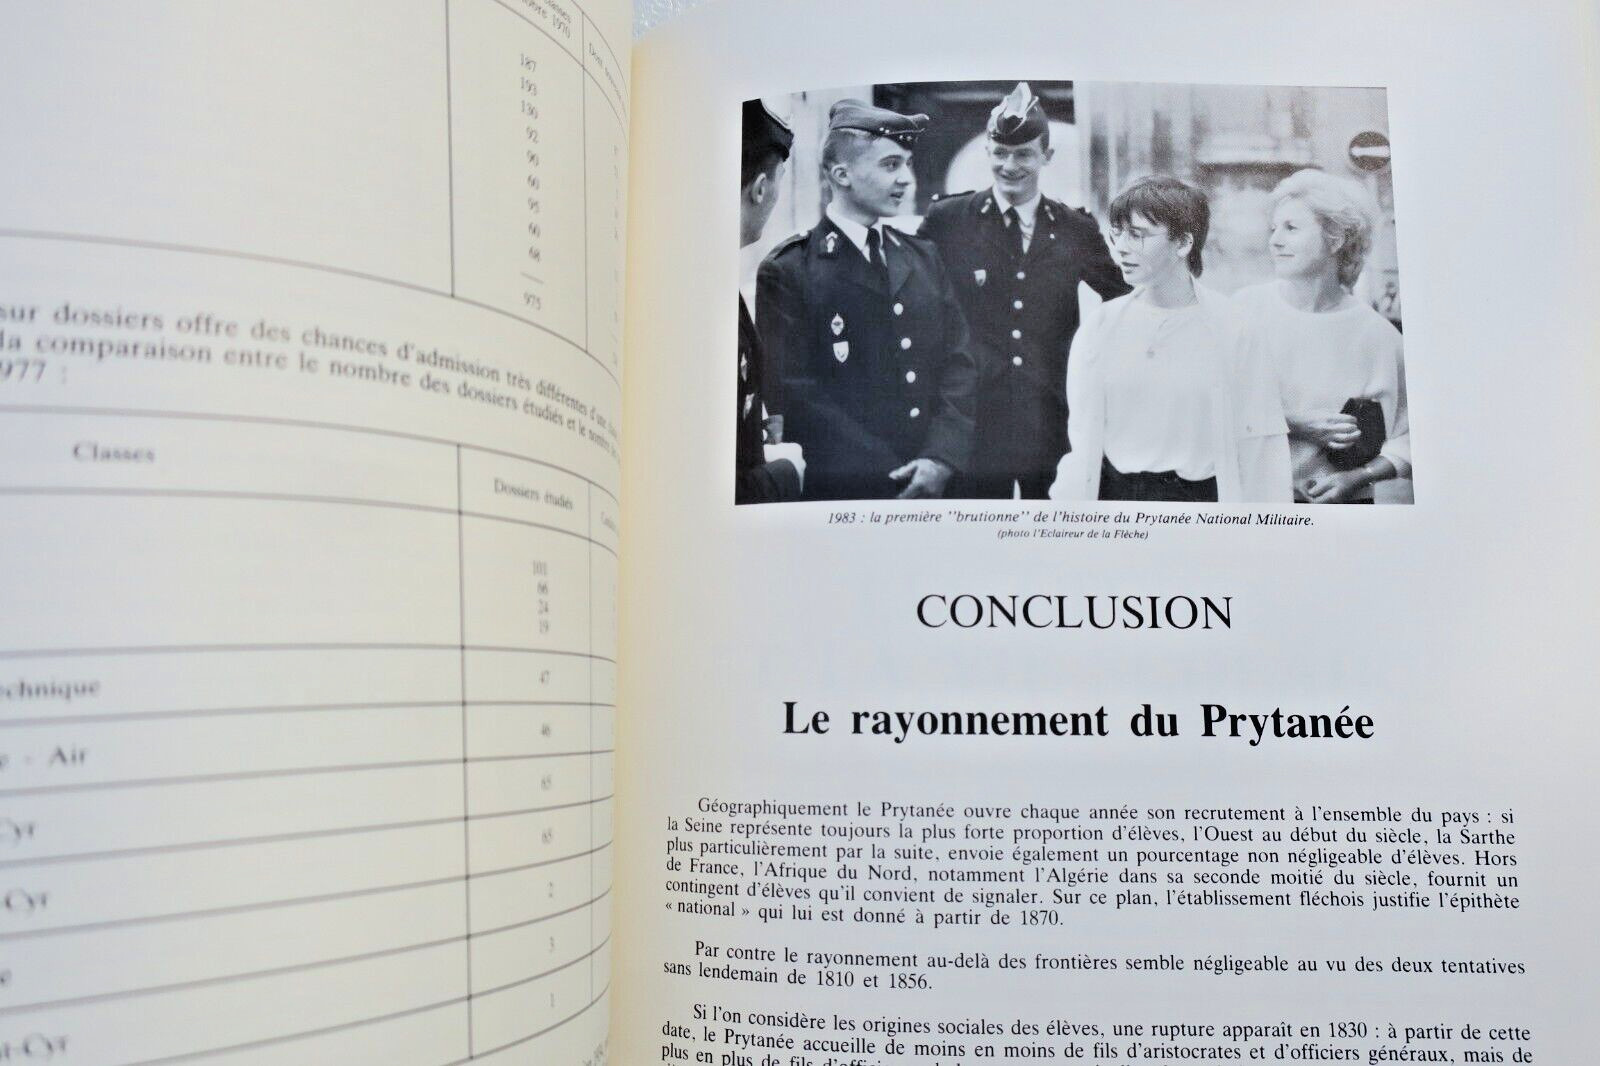 187
193
130
92
90
60
95
60
68
975
sur dossiers offre des chances d'admission très différentes d'une
la comparaison entre le nombre des dossiers étudiés et le nombre
977 :
Classes
Dossiers étudiés
101
66
24
19
echnique
47
e - Air
46
Cyr
65
-Cyr
65
2
e
3
t-Cyr
1
1983 : la première "brutionne" de l'histoire du Prytanée National Militaire.
(photo l'Eclaireur de la Flèche)
CONCLUSION
Le rayonnement du Prytanée
Géographiquement le Prytanée ouvre chaque année son recrutement à l'ensemble du pays : si
la Seine représente toujours la plus forte proportion d'élèves, l'Ouest au début du siècle, la Sarthe
plus particulièrement par la suite, envoie également un pourcentage non négligeable d'élèves. Hors
de France, l'Afrique du Nord, notamment l'Algérie dans sa seconde moitié du siècle, fournit un
contingent d'élèves qu'il convient de signaler. Sur ce plan, l'établissement fléchois justifie l'épithète
« national » qui lui est donné à partir de 1870.
Par contre le rayonnement au-delà des frontières semble négligeable au vu des deux tentatives
sans lendemain de 1810 et 1856.
Si l'on considère les origines sociales des élèves, une rupture apparaît en 1830 : à partir de cette
date, le Prytanée accueille de moins en moins de fils d'aristocrates et d'officiers généraux, mais de
plus en plus de fils